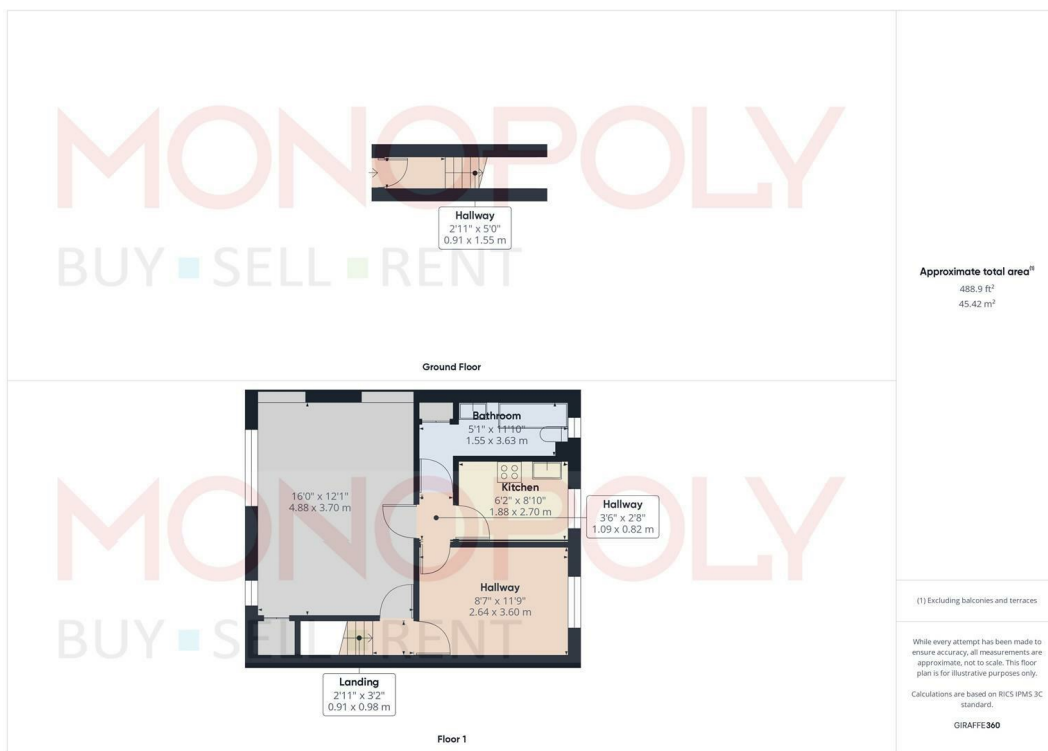 MONOPOLY
BUY SELL RENT
Hallway
2'11" x 5'0"
0.91 x 1.55 m
Ground Floor
Approximate total area(1)
488.9 ft²
45.42 m²
MONOPOLY
BUY SELL RENT
Bathroom
5'1" x 11'10"
1.55 x 3.63 m
16'0" x 12'1"
4.88 x 3.70 m
Kitchen
6'2" x 8'10"
1.88 x 2.70 m
Hallway
3'6" x 2'8"
1.09 x 0.82 m
Hallway
8'7" x 11'9"
2.64 x 3.60 m
Landing
2'11" x 3'2"
0.91 x 0.98 m
Floor 1
(1) Excluding balconies and terraces
While every attempt has been made to
ensure accuracy, all measurements are
approximate, not to scale. This floor
plan is for illustrative purposes only.
Calculations are based on RICS IPMS 3C
standard.
GIRAFFE360